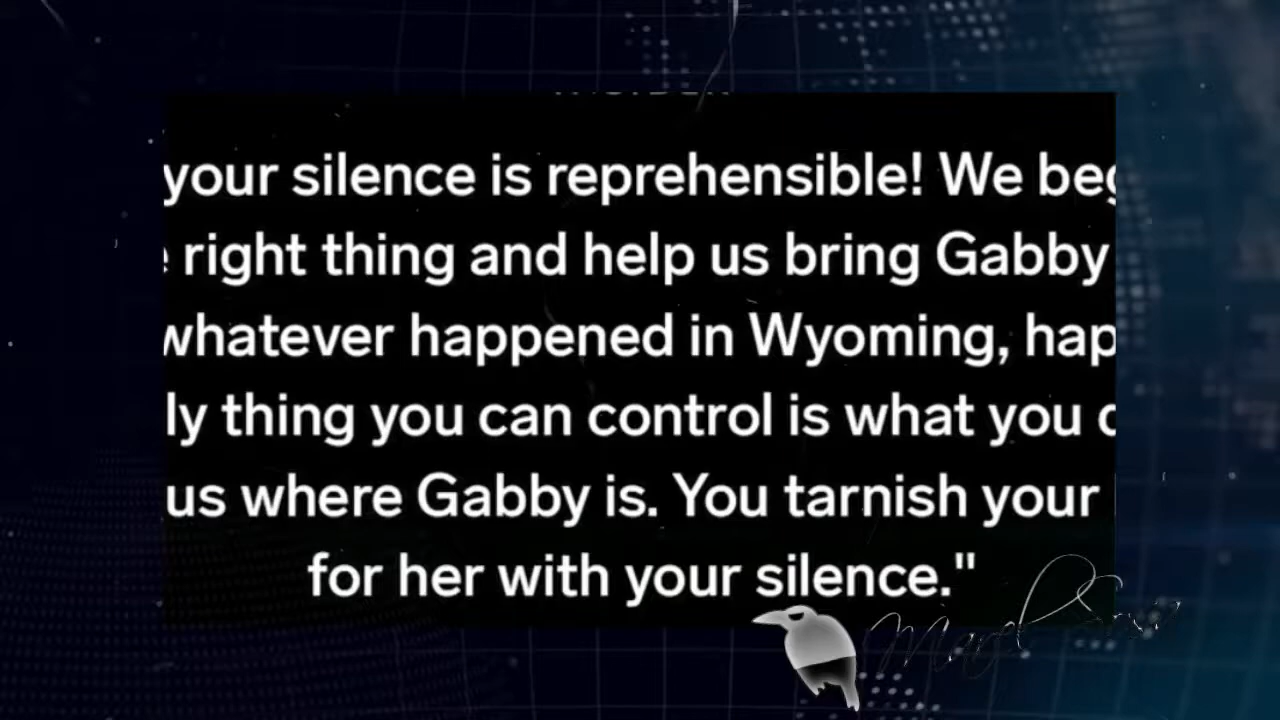 your silence is reprehensible! We beg
right thing and help us bring Gabby
whatever happened in Wyoming, hap
ly thing you can control is what you
us where Gabby is. You tarnish your
for her with your silence."